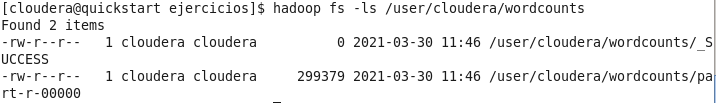 [cloudera@quickstart ejercicios]$ hadoop fs -ls /user/cloudera/wordcounts
Found 2 items
-rw-r--r--   1 cloudera cloudera          0 2021-03-30 11:46 /user/cloudera/wordcounts/_S
UCCESS
-rw-r--r--   1 cloudera cloudera     299379 2021-03-30 11:46 /user/cloudera/wordcounts/pa
rt-r-00000